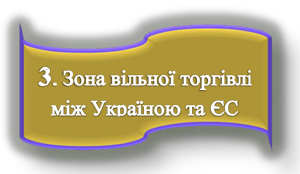 3. Зона вільної торгівлі
між Україною та ЄС